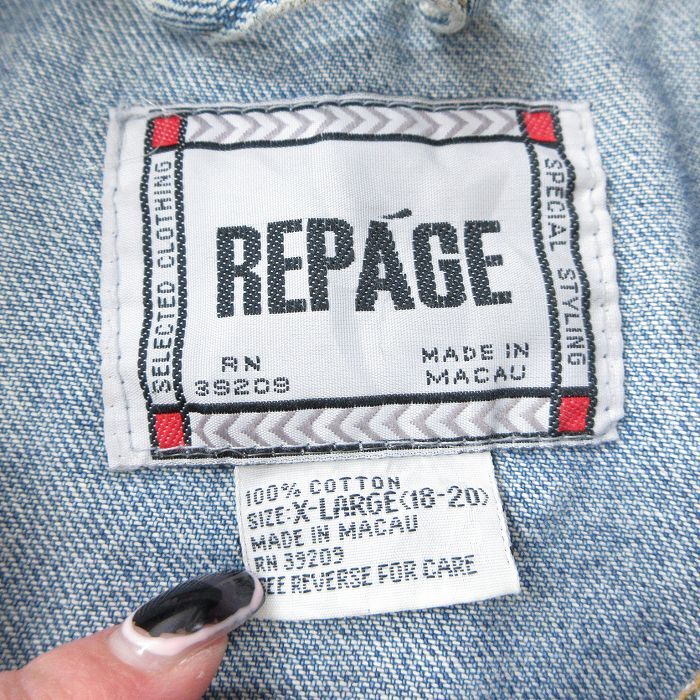 SELECTED CLOTHING
REPÁGE
SPECIAL STYLING
RN
39209
MADE IN
MACAU
100% COTTON
SIZE: X-LARGE (18-20)
MADE IN MACAU
RN 39209
SEE REVERSE FOR CARE